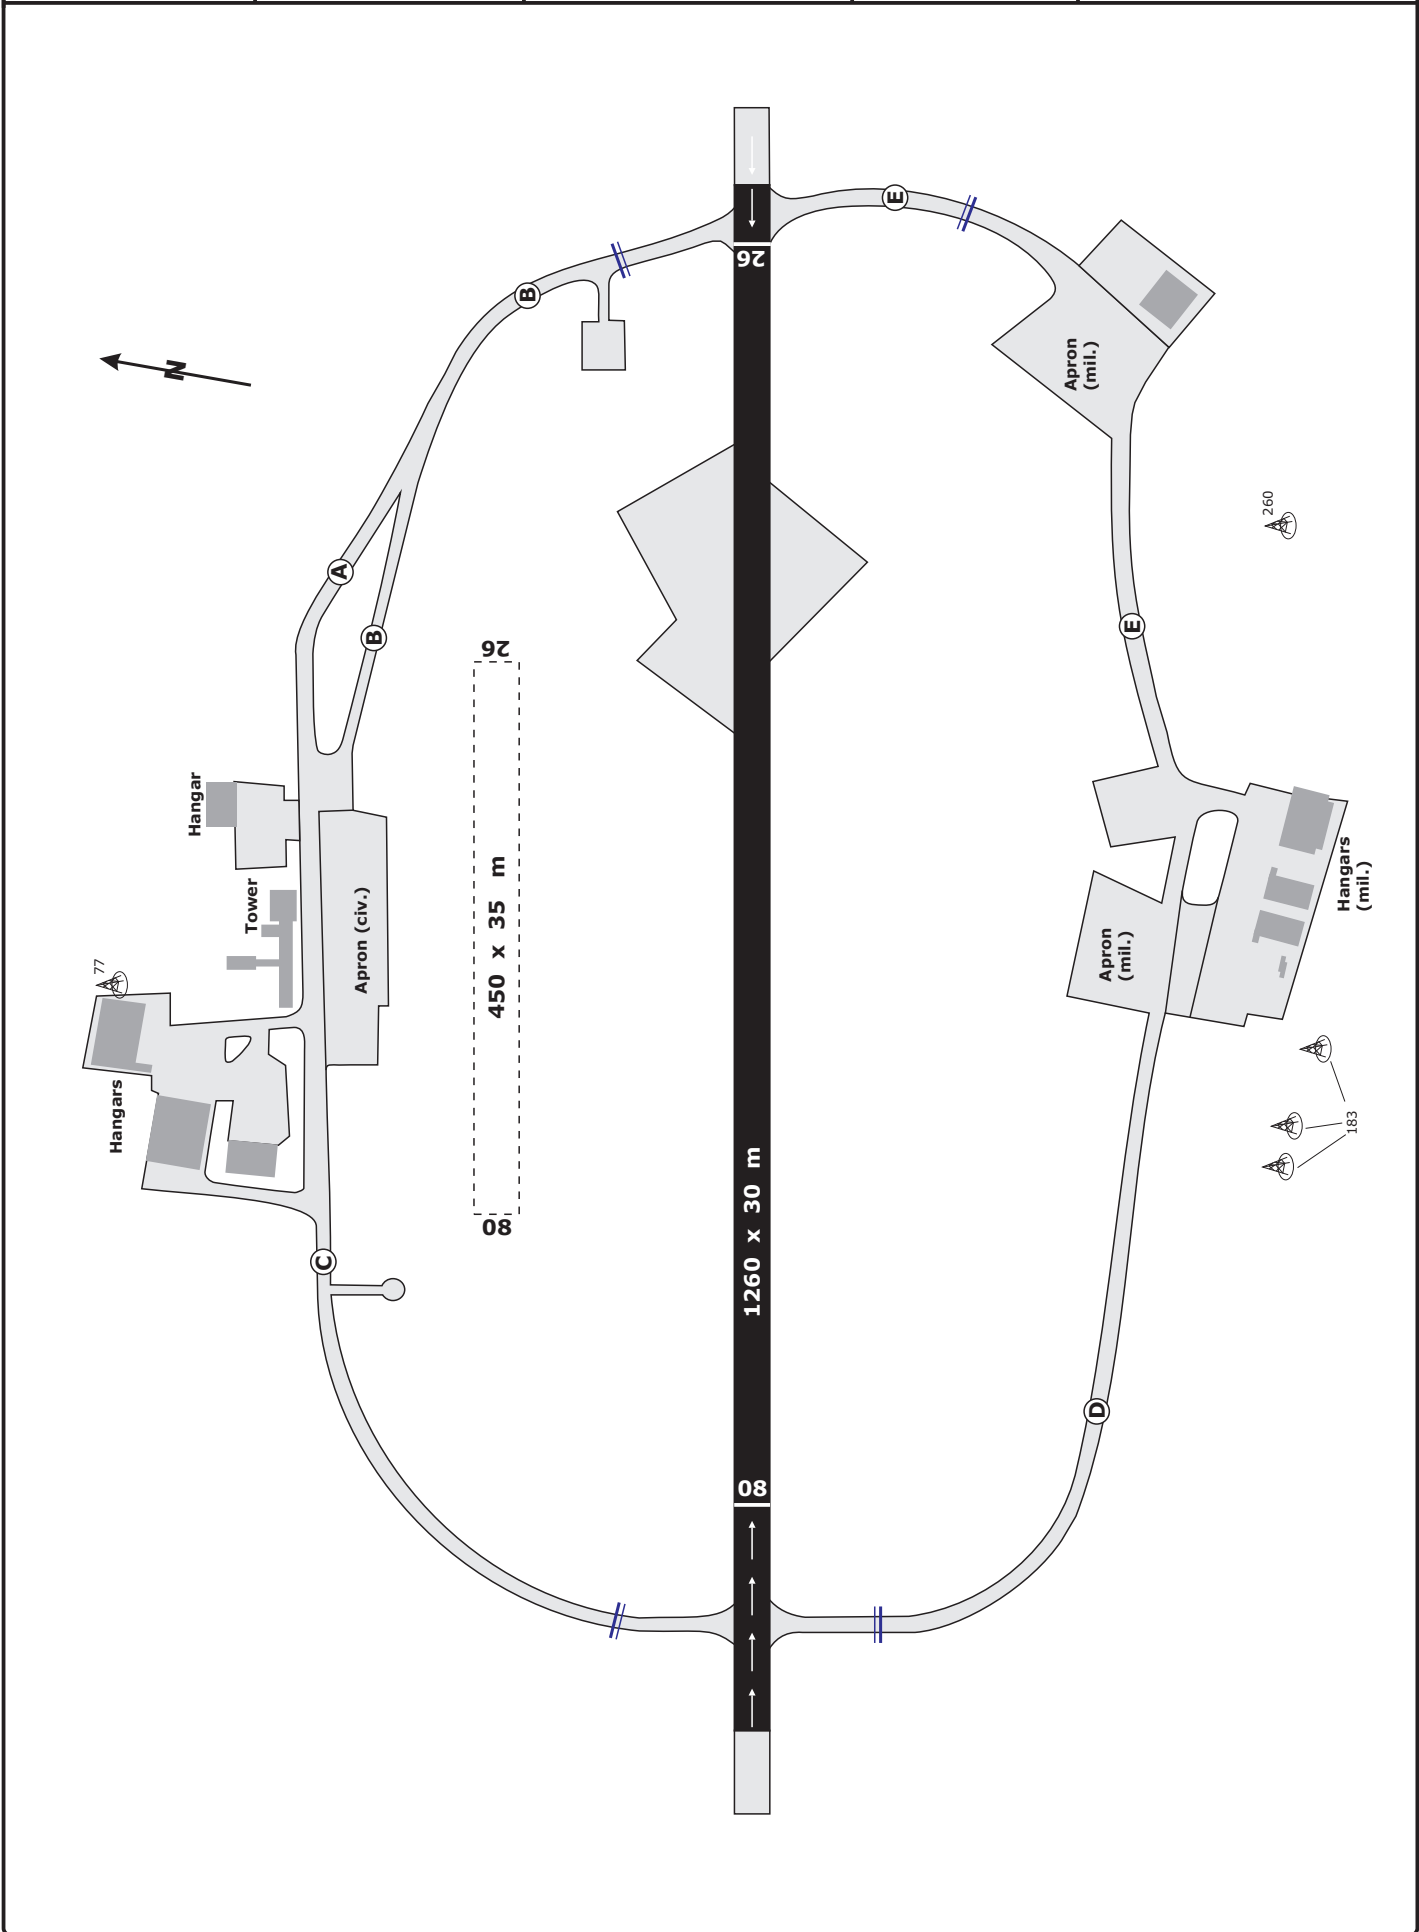 77
Hangars
Hangar
Tower
N
A
B
B
C
Apron (civ.)
08
450 x 35 m
26
08
1260 x 30 m
26
E
D
E
Apron
(mil.)
Apron
(mil.)
260
183
Hangars
(mil.)